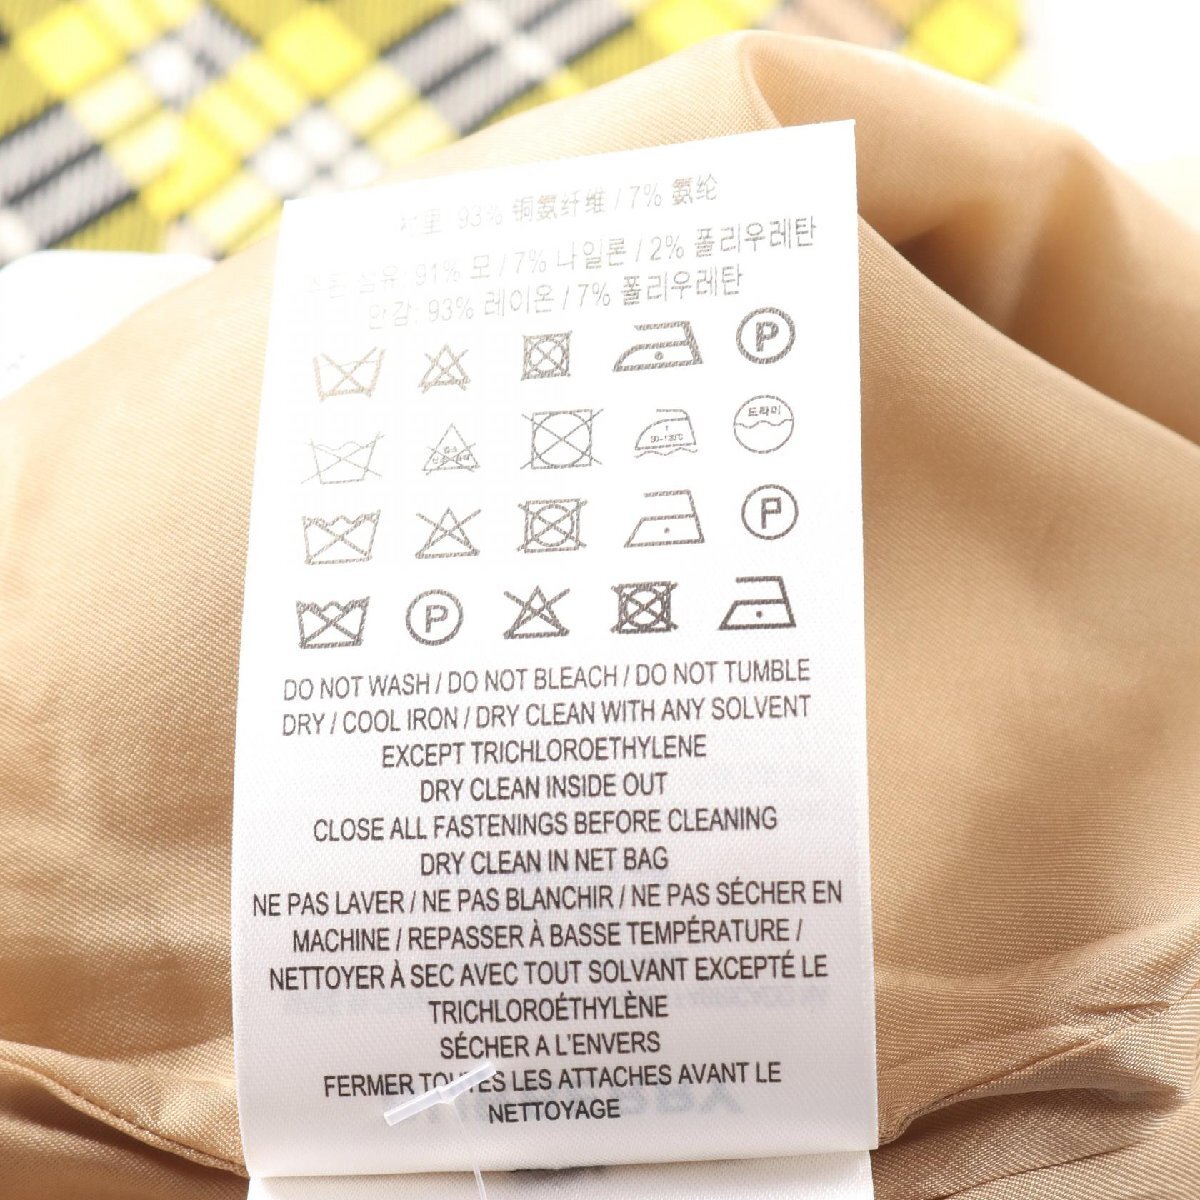 里 93% 铜氨纤维 / 7% 氨纶
섬유: 91% 모 / 7% 나일론 / 2% 폴리우레탄
안감: 93% 레이온 / 7% 폴리우레탄
P
드라이
P
P
DO NOT WASH / DO NOT BLEACH / DO NOT TUMBLE
DRY / COOL IRON / DRY CLEAN WITH ANY SOLVENT
EXCEPT TRICHLOROETHYLENE
DRY CLEAN INSIDE OUT
CLOSE ALL FASTENINGS BEFORE CLEANING
DRY CLEAN IN NET BAG
NE PAS LAVER / NE PAS BLANCHIR / NE PAS SÉCHER EN
MACHINE / REPASSER À BASSE TEMPÉRATURE /
NETTOYER À SEC AVEC TOUT SOLVANT EXCEPTÉ LE
TRICHLOROÉTHYLÈNE
SÉCHER A L'ENVERS
FERMER TOUTES LES ATTACHES AVANT LE
NETTOYAGE